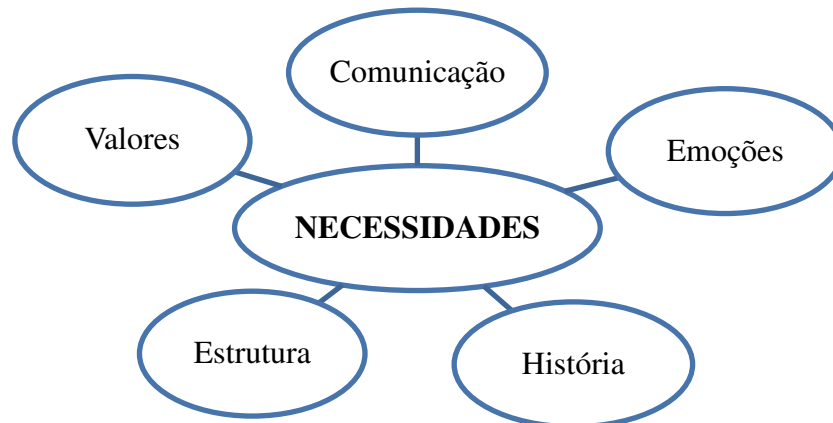 Comunicação
Valores
Emoções
NECESSIDADES
Estrutura
História